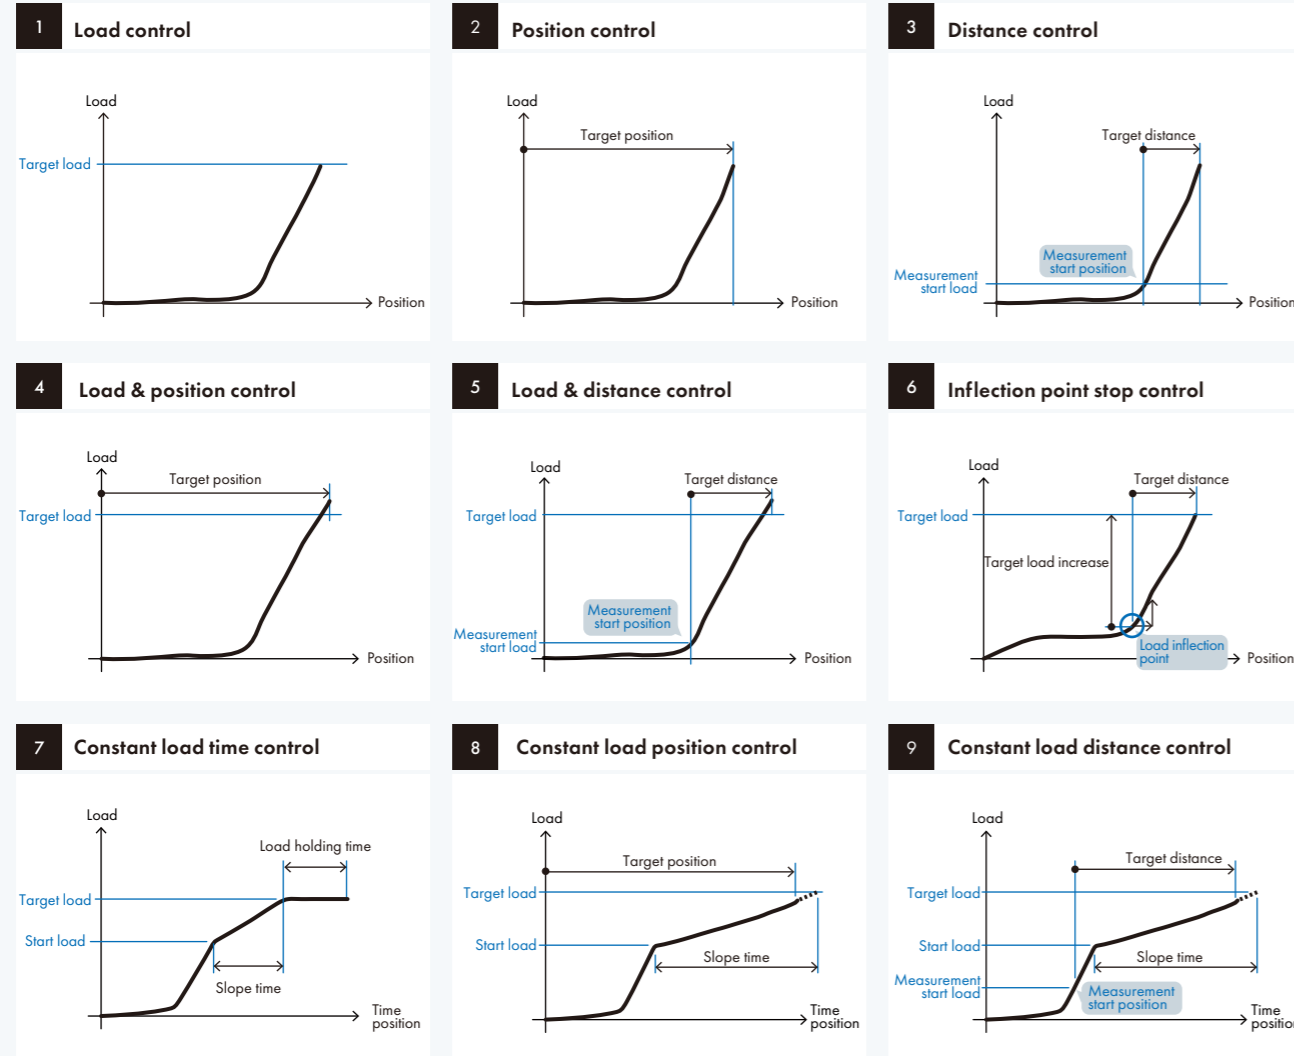 1
Load control
Load
Target load
Position
2
Position control
Load
Target position
Position
3
Distance control
Load
Target distance
Measurement
start position
Measurement
start load
Position
4
Load & position control
Load
Target position
Target load
Position
5
Load & distance control
Load
Target distance
Target load
Measurement
start position
Measurement
start load
Position
6
Inflection point stop control
Load
Target distance
Target load
Target load increase
Load inflection
point
Position
7
Constant load time control
Load
Load holding time
Target load
Start load
Slope time
Time
position
8
Constant load position control
Load
Target position
Target load
Start load
Slope time
Time
position
9
Constant load distance control
Load
Target distance
Target load
Start load
Slope time
Measurement
start load
Measurement
start position
Time
position